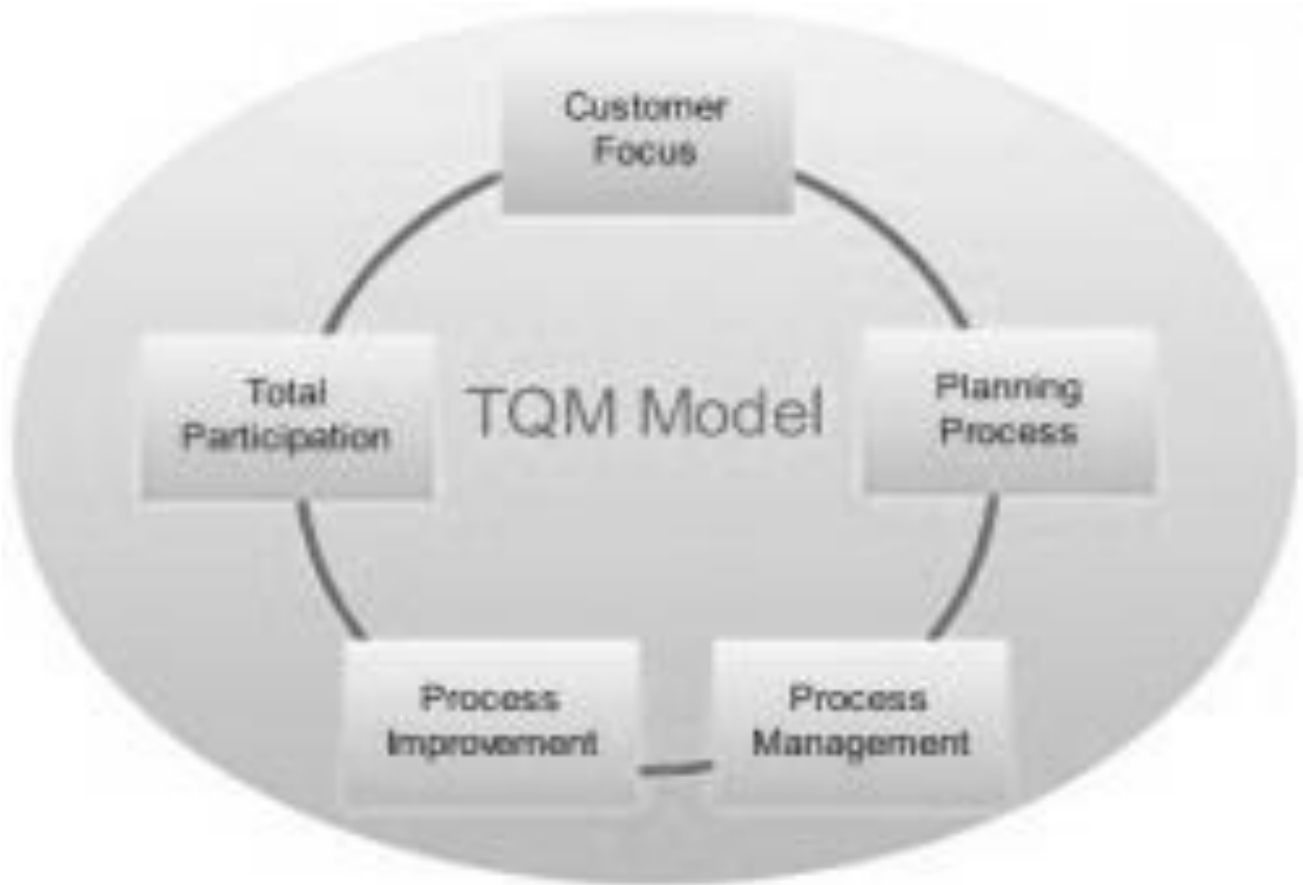 Customer
Focus
Total
Participation
TQM Model
Planning
Process
Process
Improvement
Process
Management